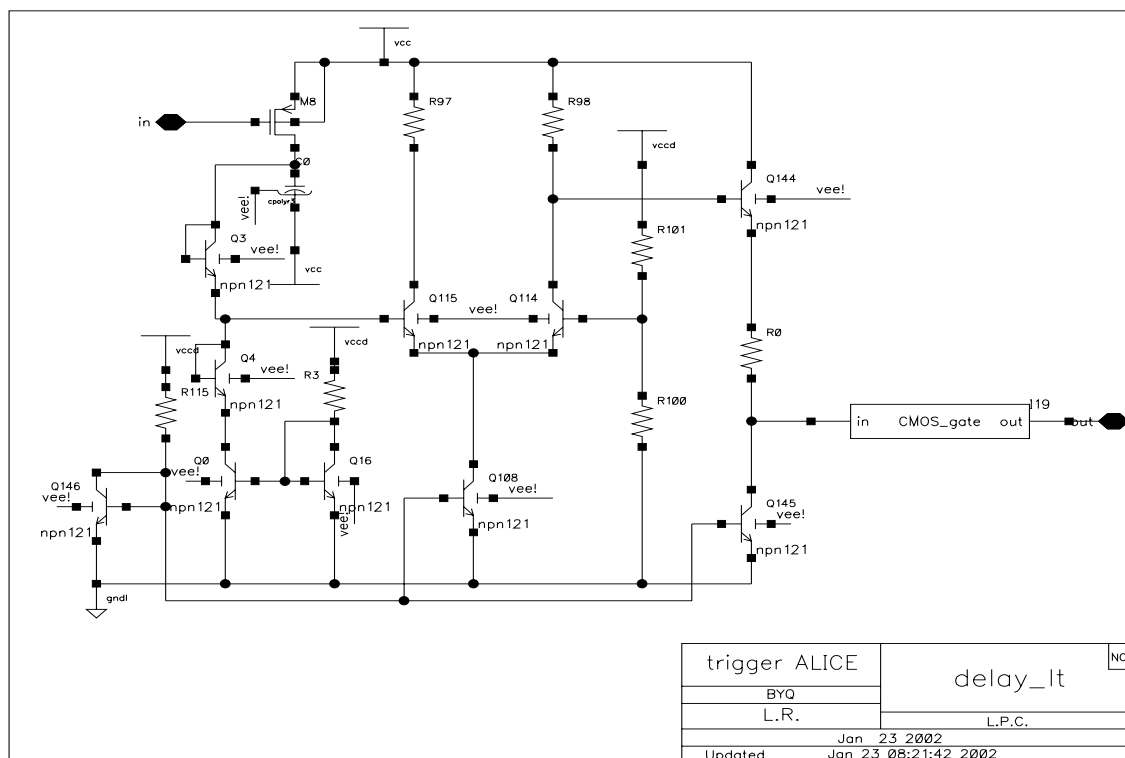 vcc
M8
R97
R98
in
vccd
C0
Q144
vee!
vee!
cpolyr
npn121
R101
Q3
vee!
npn121
vcc
Q115
Q114
vee!
npn121
npn121
R0
vccd
vccd
Q4
R115
vee!
R3
npn121
R100
I19
in
CMOS_gate
out
out
vee!
Q0
Q16
Q146
vee!
Q108
vee!
Q145
vee!
npn121
npn121
npn121
vee!
npn121
npn121
gndl
trigger ALICE
delay_lt
BYQ
L.R.
L.P.C.
Jan 23 2002
Updated Jan 23 08:21:42 2002